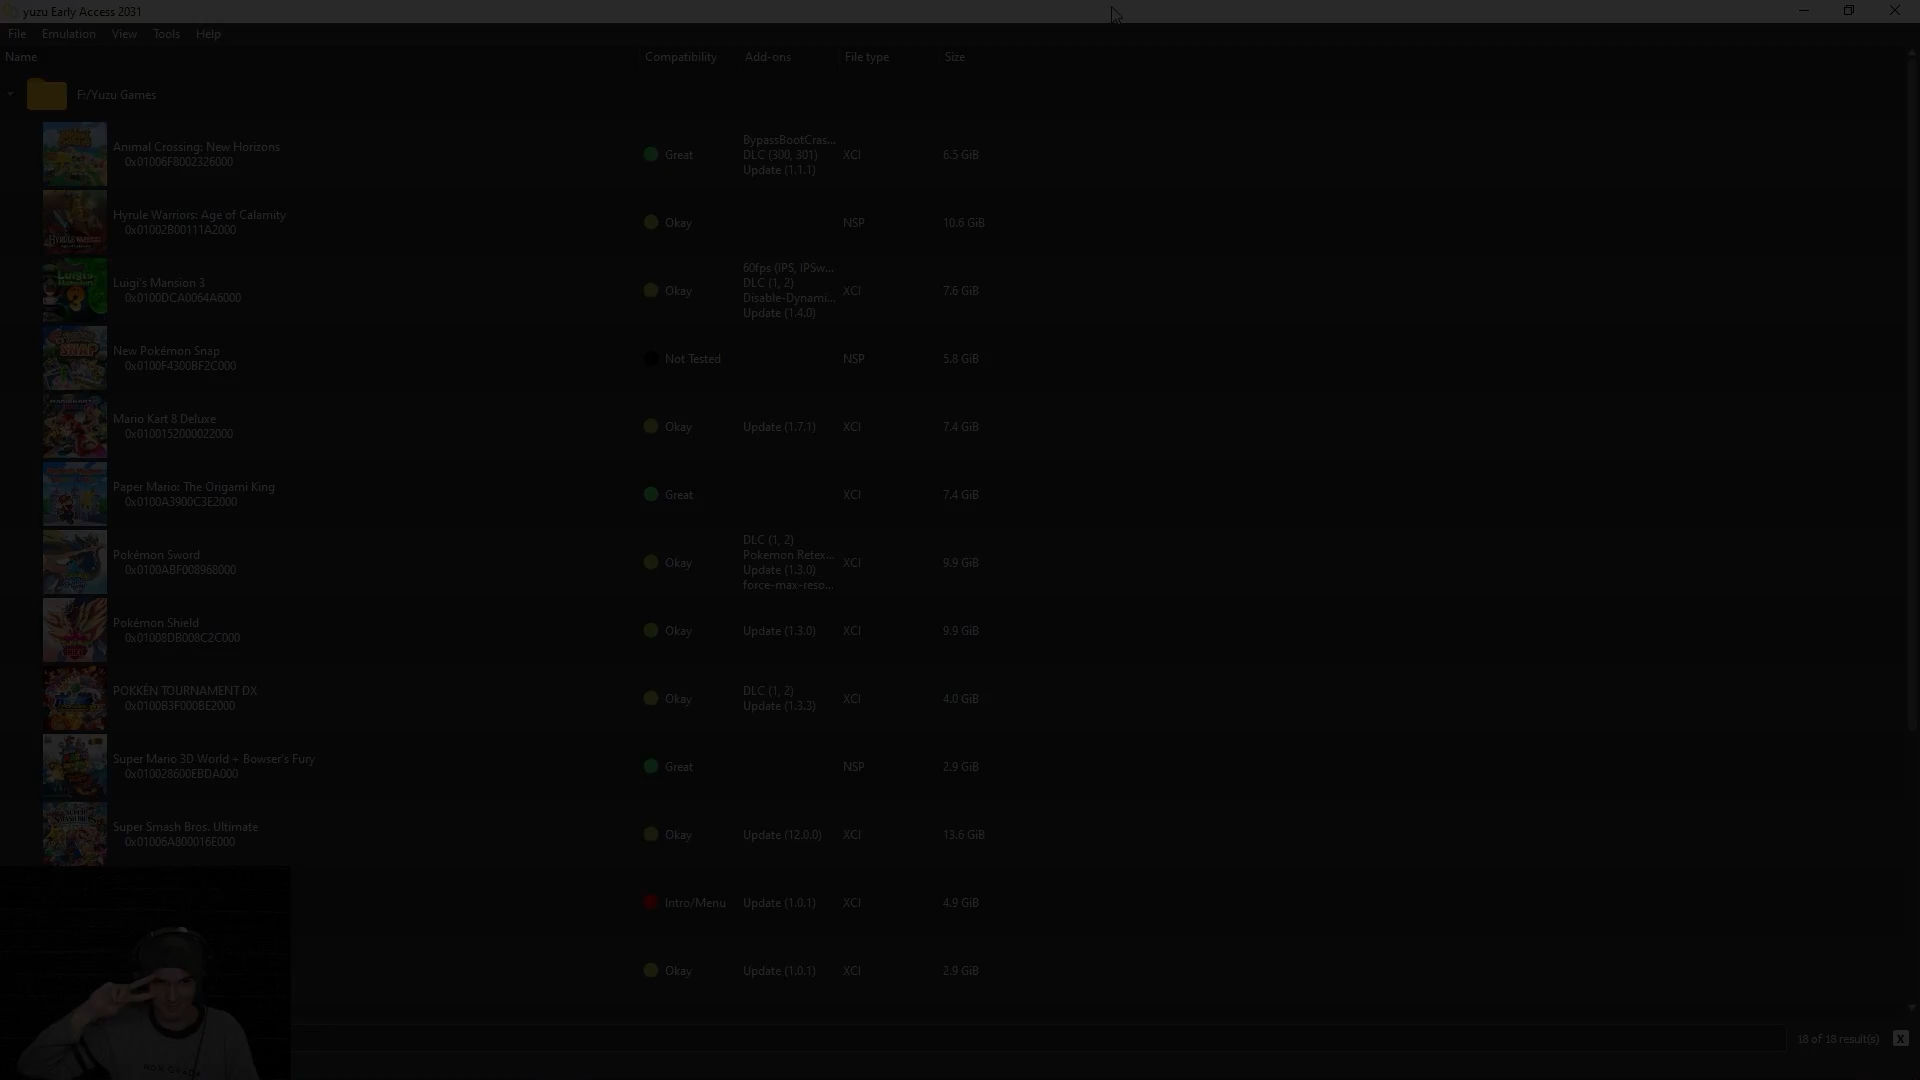 yuzu Early Access 2031
File Emulation View Tools Help
Name Compatibility Add-ons File type Size
F:/Yuzu Games
Animal Crossing: New Horizons
0x01006F8002326000
Great
BypassBootCras...
DLC (300, 301)
Update (1.1.1)
XCI
6.5 GiB
Hyrule Warriors: Age of Calamity
0x01002B00111A2000
Okay
NSP
10.6 GiB
Luigi's Mansion 3
0x0100DCA0064A6000
Okay
60fps (IPS, IPSw...
DLC (1, 2)
Disable-Dynami...
Update (1.4.0)
XCI
7.6 GiB
New Pokémon Snap
0x0100F4300BF2C000
Not Tested
NSP
5.8 GiB
Mario Kart 8 Deluxe
0x0100152000022000
Okay
Update (1.7.1)
XCI
7.4 GiB
Paper Mario: The Origami King
0x0100A3900C3E2000
Great
XCI
7.4 GiB
Pokémon Sword
0x0100ABF008968000
Okay
DLC (1, 2)
Pokemon Retex...
Update (1.3.0)
force-max-reso...
XCI
9.9 GiB
Pokémon Shield
0x01008DB008C2C000
Okay
Update (1.3.0)
XCI
9.9 GiB
POKKÉN TOURNAMENT DX
0x0100B3F000BE2000
Okay
DLC (1, 2)
Update (1.3.3)
XCI
4.0 GiB
Super Mario 3D World + Bowser's Fury
0x010028600EBDA000
Great
NSP
2.9 GiB
Super Smash Bros. Ultimate
0x01006A800016E000
Okay
Update (12.0.0)
XCI
13.6 GiB
Intro/Menu
Update (1.0.1)
XCI
4.9 GiB
Okay
Update (1.0.1)
XCI
2.9 GiB
18 of 18 result(s) X